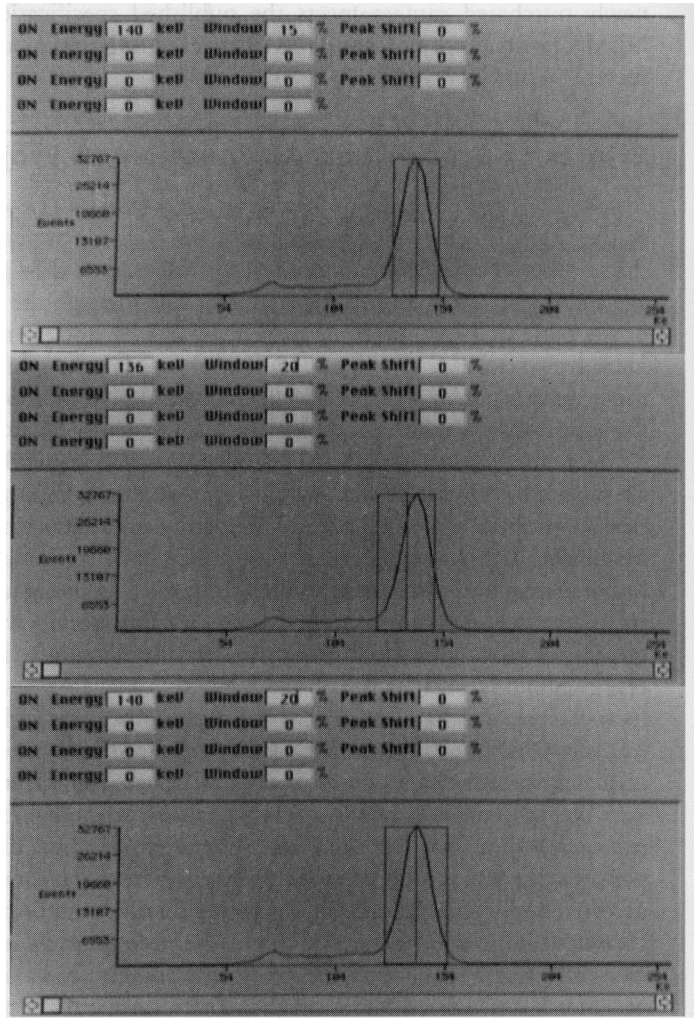 ON Energy 140 keV Window 15 % Peak Shift 0 %
ON Energy 0 keV Window 0 % Peak Shift 0 %
ON Energy 0 keV Window 0 % Peak Shift 0 %
ON Energy 0 keV Window 0 %
32767
26214
19660
Events
13107
6553
54 104 154 204 254
Ke
ON Energy 136 keV Window 20 % Peak Shift 0 %
ON Energy 0 keV Window 0 % Peak Shift 0 %
ON Energy 0 keV Window 0 % Peak Shift 0 %
ON Energy 0 keV Window 0 %
32767
26214
19660
Events
13107
6553
54 104 154 204 254
Ke
ON Energy 140 keV Window 20 % Peak Shift 0 %
ON Energy 0 keV Window 0 % Peak Shift 0 %
ON Energy 0 keV Window 0 % Peak Shift 0 %
ON Energy 0 keV Window 0 %
32767
26214
19660
Events
13107
6553
54 104 154 204 254
Ke